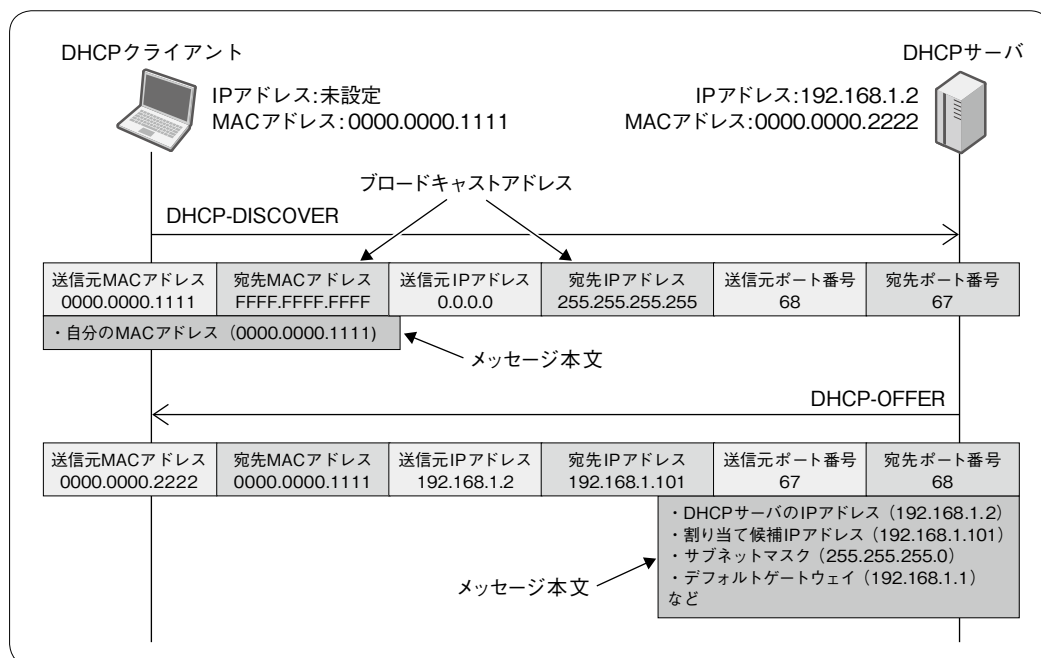 DHCPクライアント
DHCPサーバ
IPアドレス:未設定
MACアドレス:0000.0000.1111
IPアドレス:192.168.1.2
MACアドレス:0000.0000.2222
ブロードキャストアドレス
DHCP-DISCOVER
送信元MACアドレス
0000.0000.1111
宛先MACアドレス
FFFF.FFFF.FFFF
送信元IPアドレス
0.0.0.0
宛先IPアドレス
255.255.255.255
送信元ポート番号
68
宛先ポート番号
67
・自分のMACアドレス（0000.0000.1111)
メッセージ本文
DHCP-OFFER
送信元MACアドレス
0000.0000.2222
宛先MACアドレス
0000.0000.1111
送信元IPアドレス
192.168.1.2
宛先IPアドレス
192.168.1.101
送信元ポート番号
67
宛先ポート番号
68
・DHCPサーバのIPアドレス（192.168.1.2）
・割り当て候補IPアドレス（192.168.1.101）
・サブネットマスク（255.255.255.0）
・デフォルトゲートウェイ（192.168.1.1）
など
メッセージ本文